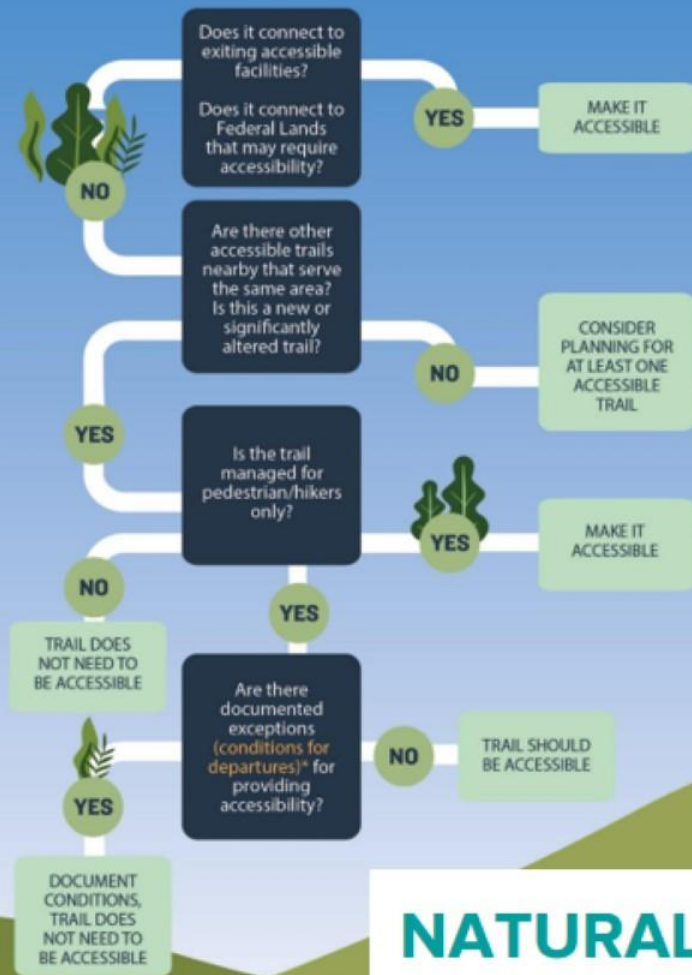 Does it connect to
exiting accessible
facilities?
Does it connect to
Federal Lands
that may require
accessibility?
YES
MAKE IT
ACCESSIBLE
NO
Are there other
accessible trails
nearby that serve
the same area?
Is this a new or
significantly
altered trail?
NO
CONSIDER
PLANNING FOR
AT LEAST ONE
ACCESSIBLE
TRAIL
YES
Is the trail
managed for
pedestrian/hikers
only?
YES
MAKE IT
ACCESSIBLE
NO
TRAIL DOES
NOT NEED TO
BE ACCESSIBLE
YES
Are there
documented
exceptions
(conditions for
departures)* for
providing
accessibility?
NO
TRAIL SHOULD
BE ACCESSIBLE
YES
DOCUMENT
CONDITIONS,
TRAIL DOES
NOT NEED TO
BE ACCESSIBLE
NATURAL